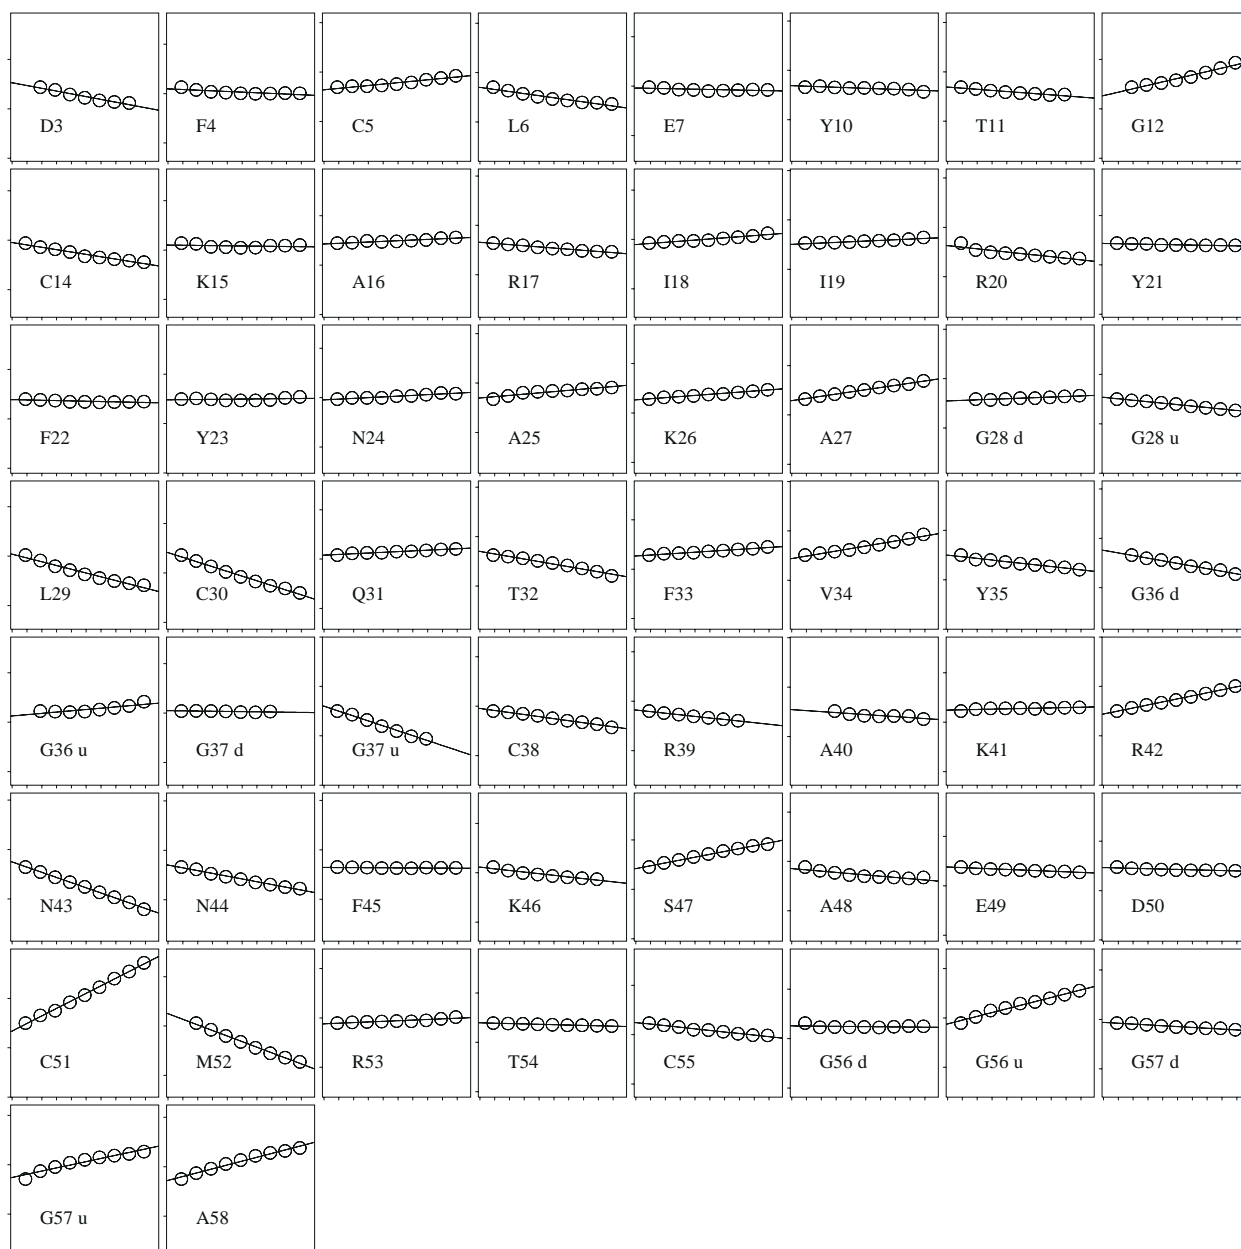 D3 F4 C5 L6 E7 Y10 T11 G12
C14 K15 A16 R17 I18 I19 R20 Y21
F22 Y23 N24 A25 K26 A27 G28 d G28 u
L29 C30 Q31 T32 F33 V34 Y35 G36 d
G36 u G37 d G37 u C38 R39 A40 K41 R42
N43 N44 F45 K46 S47 A48 E49 D50
C51 M52 R53 T54 C55 G56 d G56 u G57 d
G57 u A58